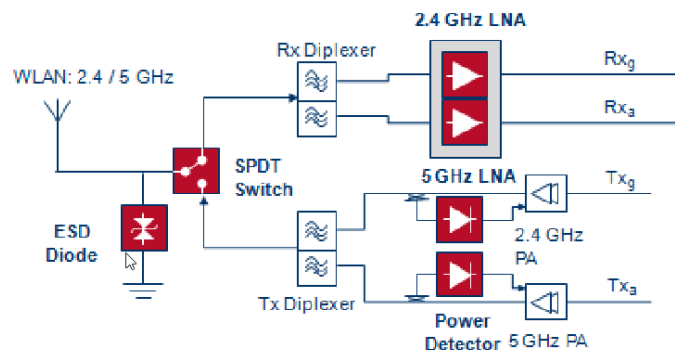 2.4 GHz LNA
Rx Diplexer
WLAN: 2.4 / 5 GHz
Rxg
Rxa
SPDT
Switch
5 GHz LNA
Txg
ESD
Diode
2.4 GHz
PA
Txa
Tx Diplexer
Power
Detector
5 GHz PA